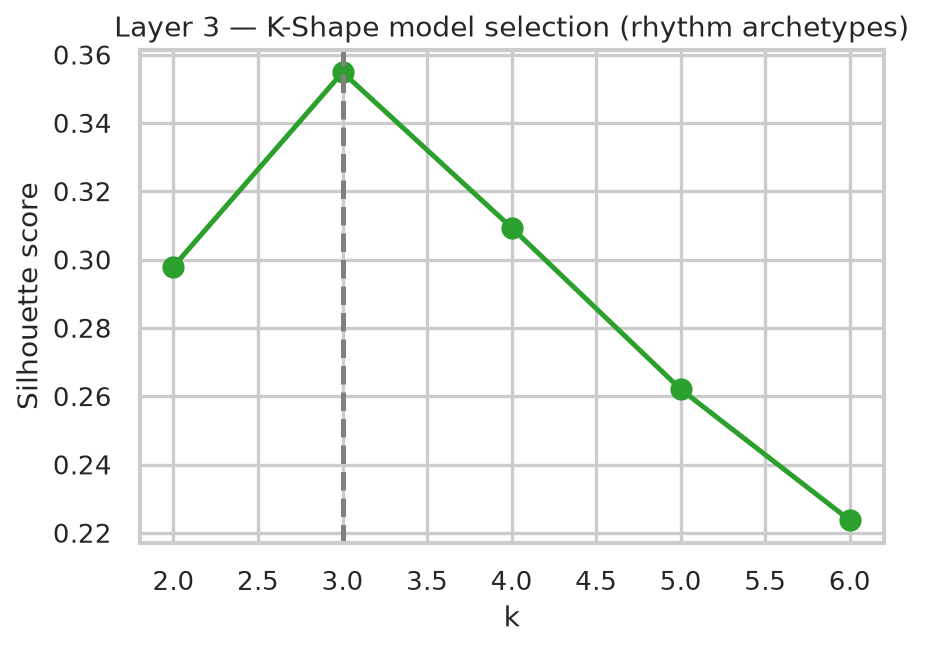 Layer 3 — K-Shape model selection (rhythm archetypes)
Silhouette score
0.36
0.34
0.32
0.30
0.28
0.26
0.24
0.22
2.0 2.5 3.0 3.5 4.0 4.5 5.0 5.5 6.0
k